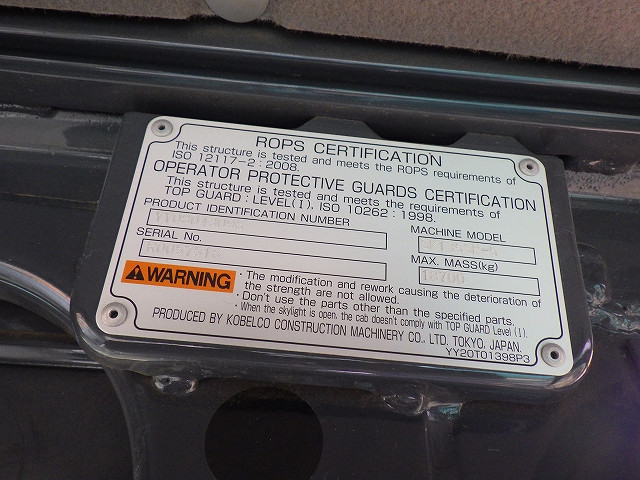 ROPS CERTIFICATION
This structure is tested and meets the ROPS requirements of
ISO 12117-2 : 2008.
OPERATOR PROTECTIVE GUARDS CERTIFICATION
This structure is tested and meets the requirements of
TOP GUARD : LEVEL(I), ISO 10262 : 1998.
PRODUCT IDENTIFICATION NUMBER
MACHINE MODEL
SERIAL No.
MAX. MASS(kg)
WARNING
・The modification and rework causing the deterioration of
the strength are not allowed.
・Don't use the parts other than the specified parts.
・When the skylight is open, the cab doesn't comply with TOP GUARD Level (I).
PRODUCED BY KOBELCO CONSTRUCTION MACHINERY CO., LTD. TOKYO, JAPAN.
YY20T01398P3